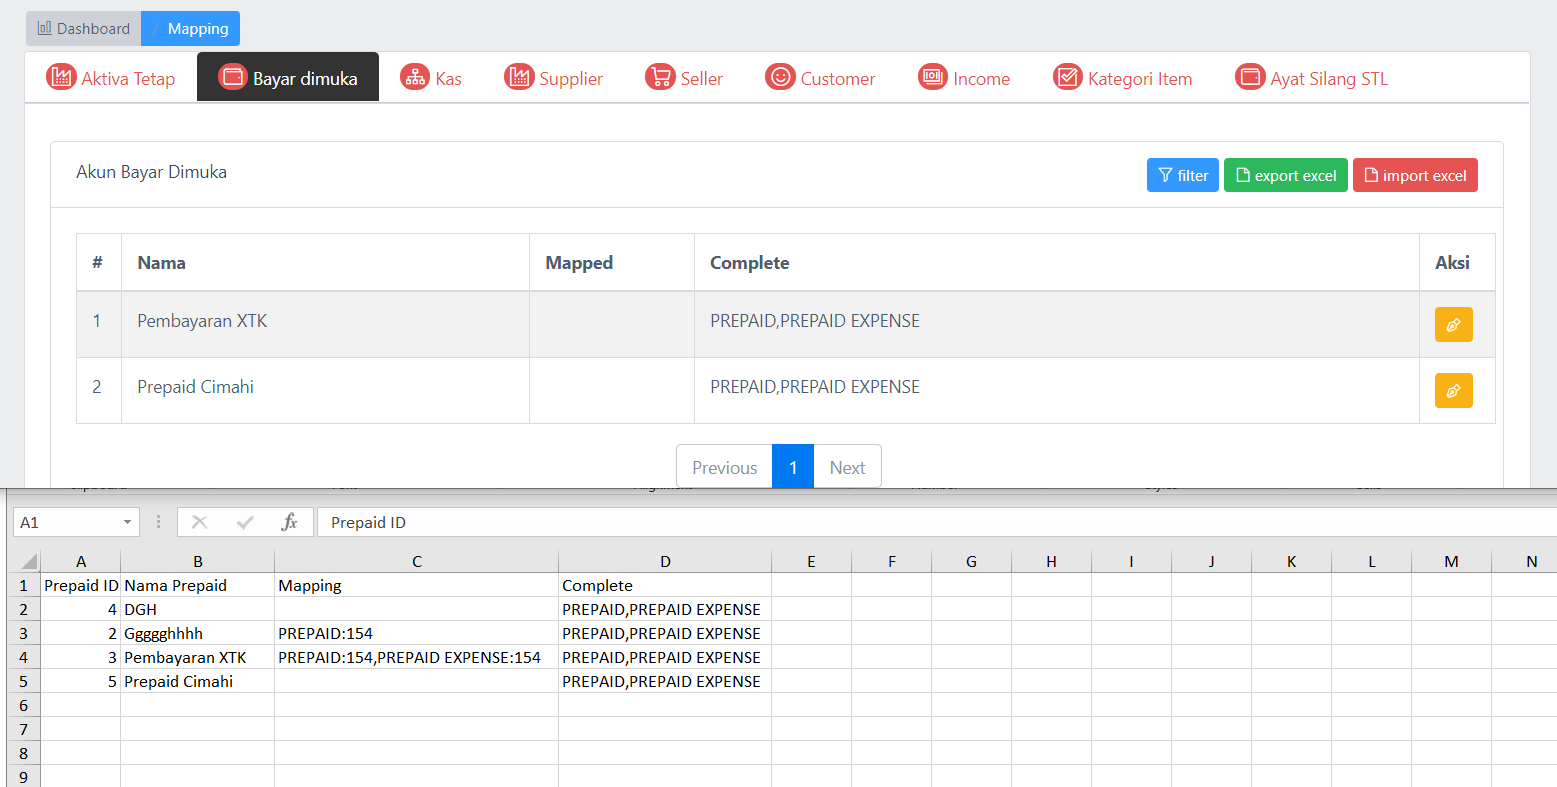 Dashboard / Mapping
Aktiva Tetap Bayar dimuka Kas Supplier Seller Customer Income Kategori Item Ayat Silang STL
Akun Bayar Dimuka filter export excel import excel
# Nama Mapped Complete Aksi
1 Pembayaran XTK PREPAID,PREPAID EXPENSE
2 Prepaid Cimahi PREPAID,PREPAID EXPENSE
Previous 1 Next
A1 fx Prepaid ID
A B C D E F G H I J K L M N
1 Prepaid ID Nama Prepaid Mapping Complete
2 4 DGH PREPAID,PREPAID EXPENSE
3 2 Ggggghhhh PREPAID:154 PREPAID,PREPAID EXPENSE
4 3 Pembayaran XTK PREPAID:154,PREPAID EXPENSE:154 PREPAID,PREPAID EXPENSE
5 5 Prepaid Cimahi PREPAID,PREPAID EXPENSE
6
7
8
9